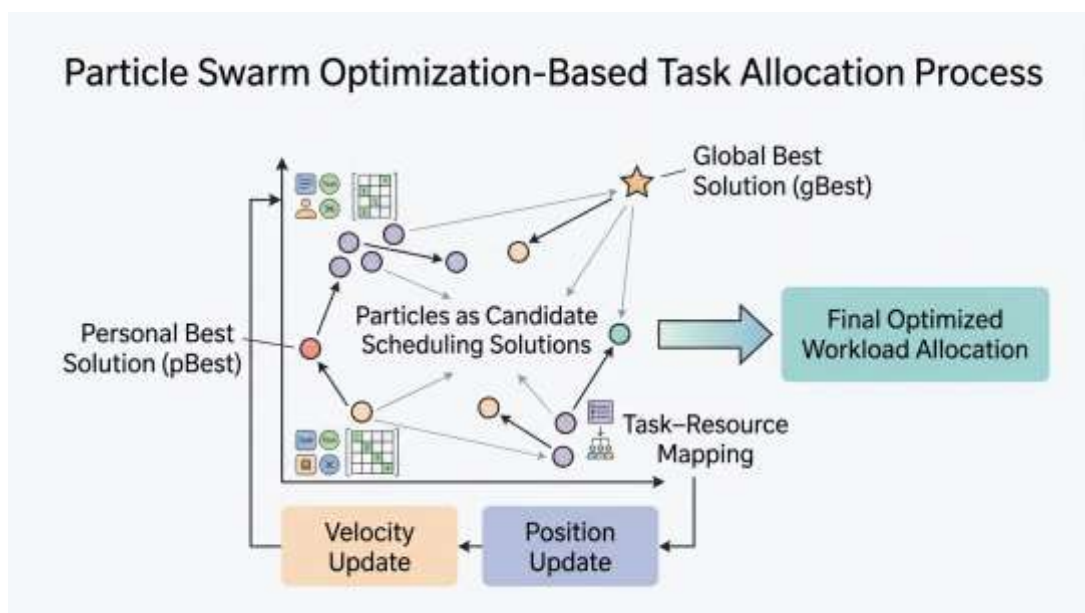 Particle Swarm Optimization-Based Task Allocation Process
Global Best
Solution (gBest)
Personal Best
Solution (pBest)
Particles as Candidate
Scheduling Solutions
Final Optimized
Workload Allocation
Task–Resource
Mapping
Velocity
Update
Position
Update